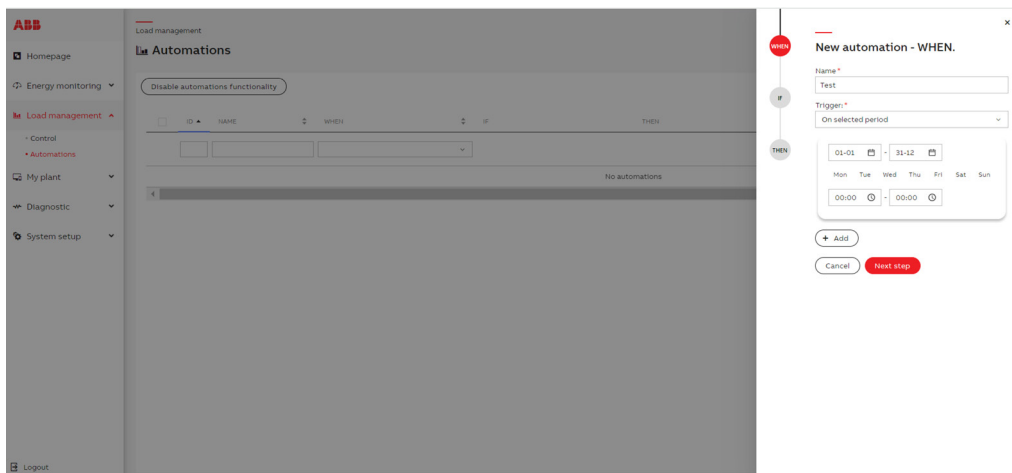 ABB
Homepage
Energy monitoring
Load management
- Control
• Automations
My plant
Diagnostic
System setup
Logout
Load management
Automations
Disable automations functionality
ID NAME WHEN IF THEN
No automations
WHEN
IF
THEN
×
New automation - WHEN.
Name *
Test
Trigger: *
On selected period
01-01 - 31-12
Mon Tue Wed Thu Fri Sat Sun
00:00 - 00:00
+ Add
Cancel Next step